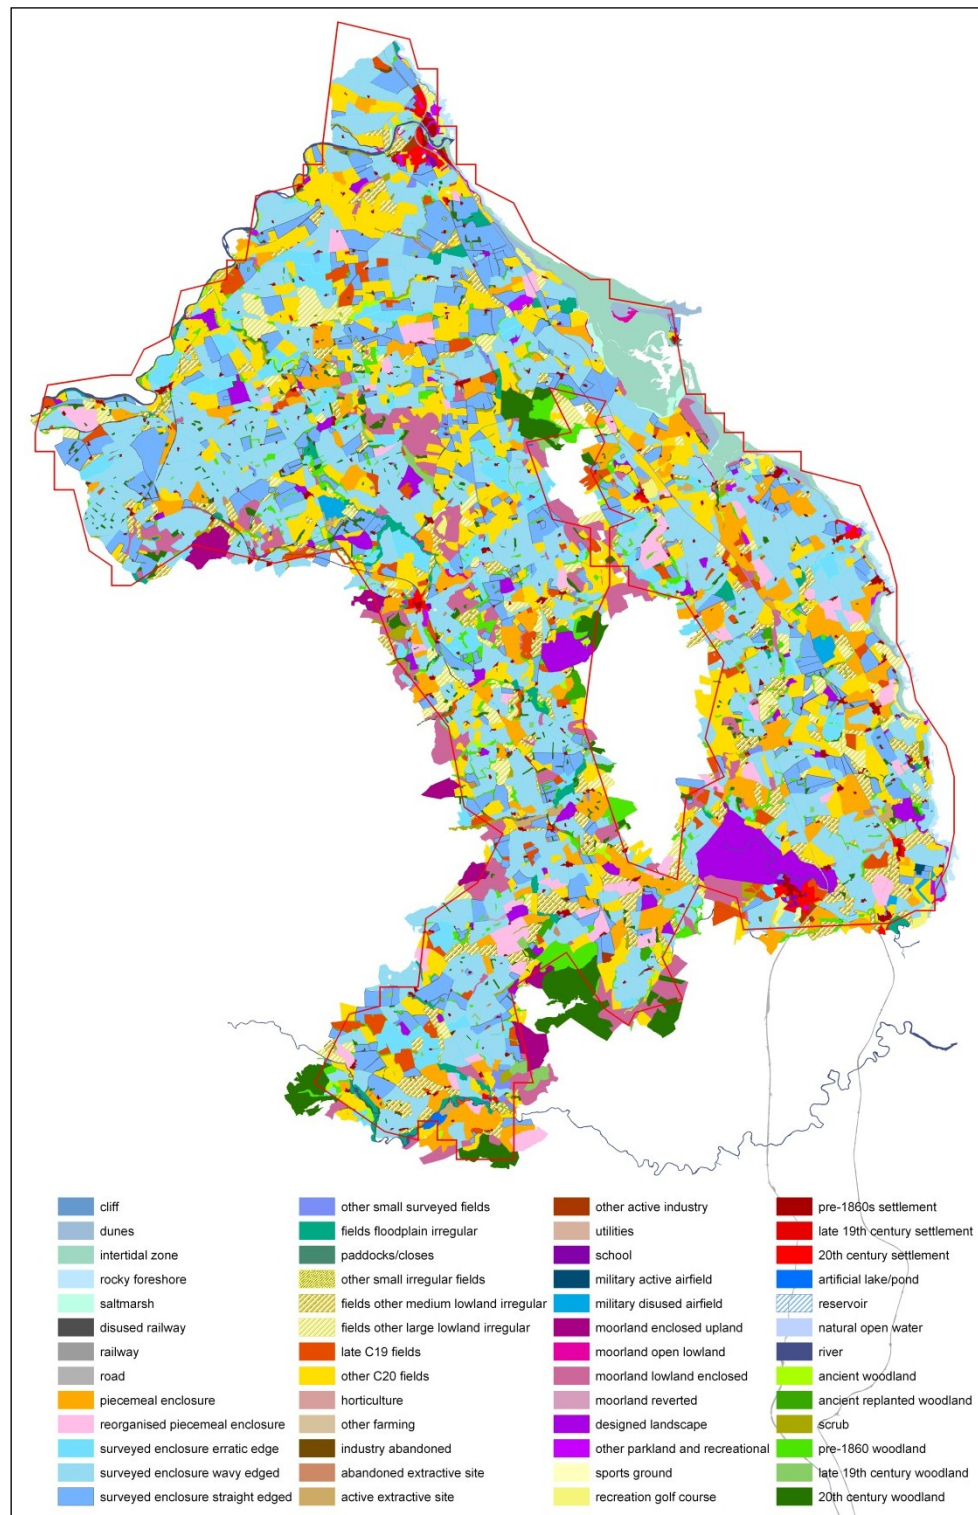 cliff
dunes
intertidal zone
rocky foreshore
saltmarsh
disused railway
railway
road
piecemeal enclosure
reorganised piecemeal enclosure
surveyed enclosure erratic edge
surveyed enclosure wavy edged
surveyed enclosure straight edged
other small surveyed fields
fields floodplain irregular
paddocks/closes
other small irregular fields
fields other medium lowland irregular
fields other large lowland irregular
late C19 fields
other C20 fields
horticulture
other farming
industry abandoned
abandoned extractive site
active extractive site
other active industry
utilities
school
military active airfield
military disused airfield
moorland enclosed upland
moorland open lowland
moorland lowland enclosed
moorland reverted
designed landscape
other parkland and recreational
sports ground
recreation golf course
pre-1860s settlement
late 19th century settlement
20th century settlement
artificial lake/pond
reservoir
natural open water
river
ancient woodland
ancient replanted woodland
scrub
pre-1860 woodland
late 19th century woodland
20th century woodland